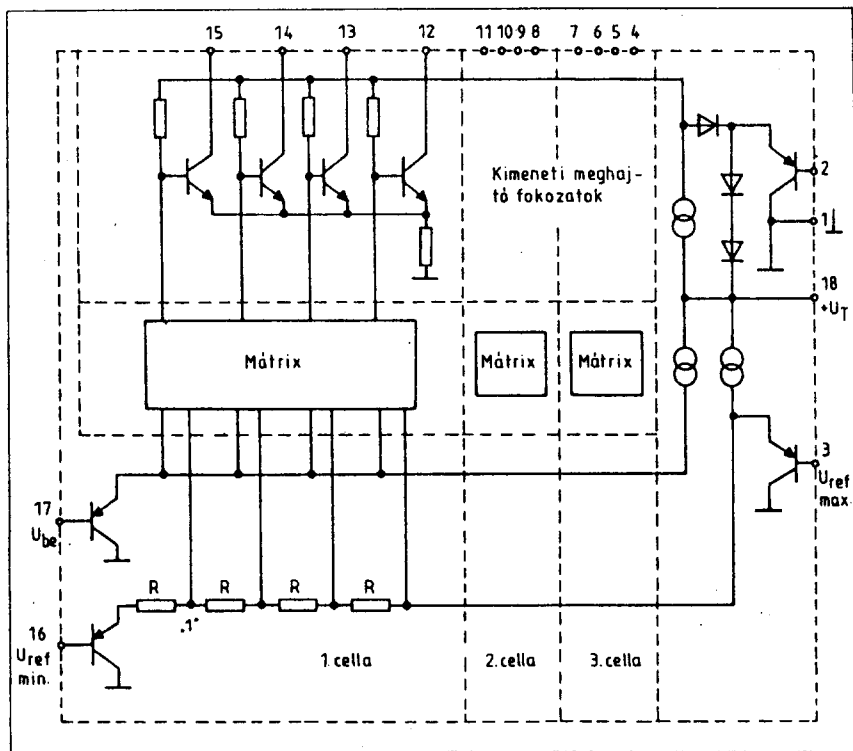 15 14 13 12 11 10 9 8 7 6 5 4
Kimeneti meghaj-
tó fokozatok
2
1
18
+U_T
Mátrix
Mátrix
Mátrix
3
U_ref
max.
17
U_be
R R R R
"1"
16
U_ref
min.
1. cella
2. cella
3. cella